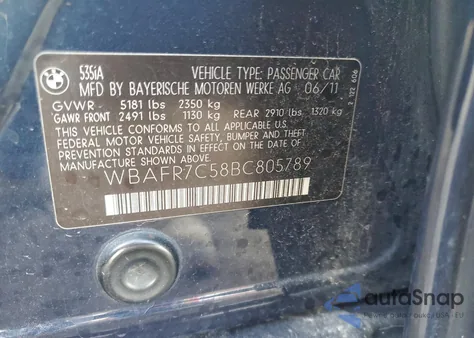 535iA
VEHICLE TYPE: PASSENGER CAR
MFD BY BAYERISCHE MOTOREN WERKE AG 06/11
GVWR 5181 lbs 2350 kg
GAWR FRONT 2491 lbs 1130 kg REAR 2910 lbs 1320 kg
THIS VEHICLE CONFORMS TO ALL APPLICABLE U.S.
FEDERAL MOTOR VEHICLE SAFETY, BUMPER AND THEFT
PREVENTION STANDARDS IN EFFECT ON THE DATE OF
MANUFACTURE SHOWN ABOVE.
WBAFR7C58BC805789
autoSnap